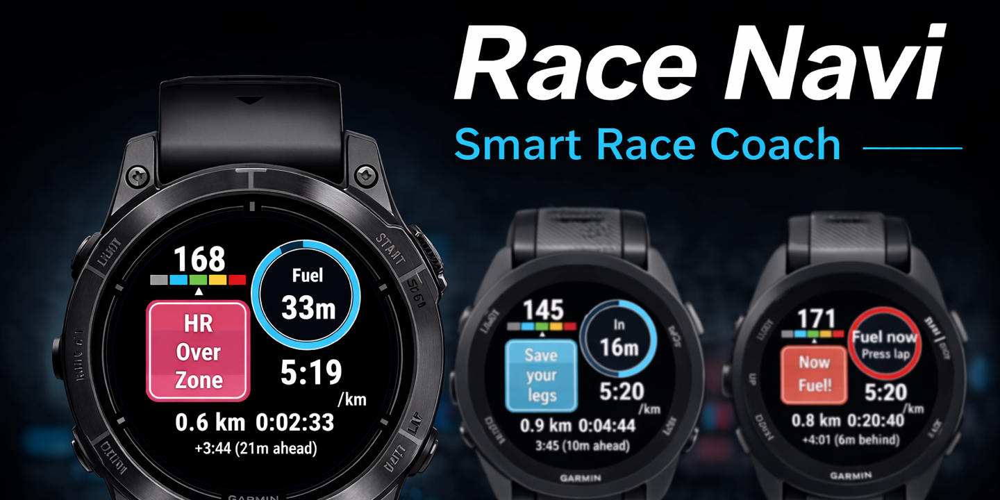 Race Navi
Smart Race Coach
168
Fuel
33m
HR
Over
Zone
5:19
/km
0.6 km 0:02:33
+3:44 (21m ahead)
START
LAP
GARMIN
145
In
16m
Save
your
legs
5:20
/km
0.9 km 0:04:44
3:45 (10m ahead)
GARMIN
171
Fuel now
Press lap
Now
Fuel!
5:20
/km
0.8 km 0:20:40
+4:01 (6m behind)
UP
GARMIN